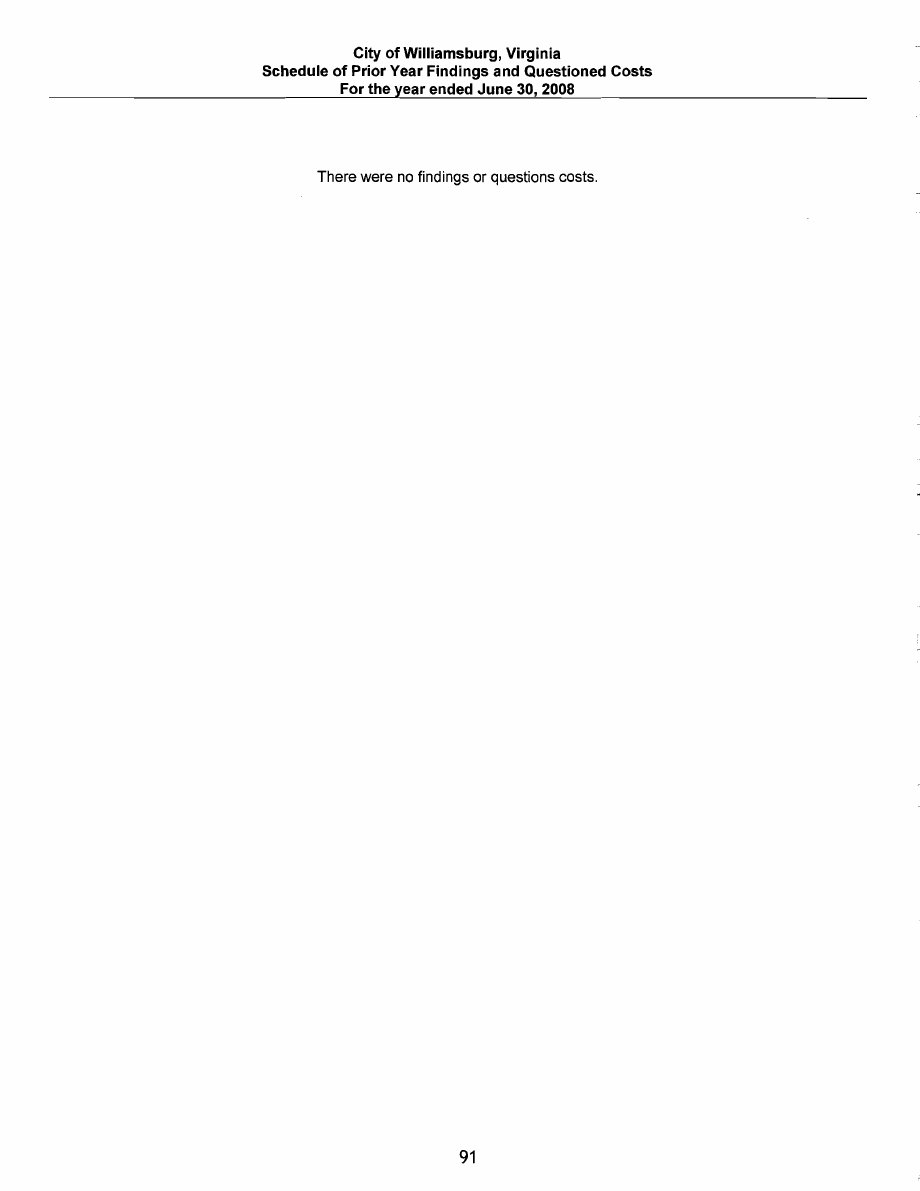 City of Williamsburg, Virginia
Schedule of Prior Year Findings and Questioned Costs
For the year ended June 30, 2008
There were no findings or questions costs.
91